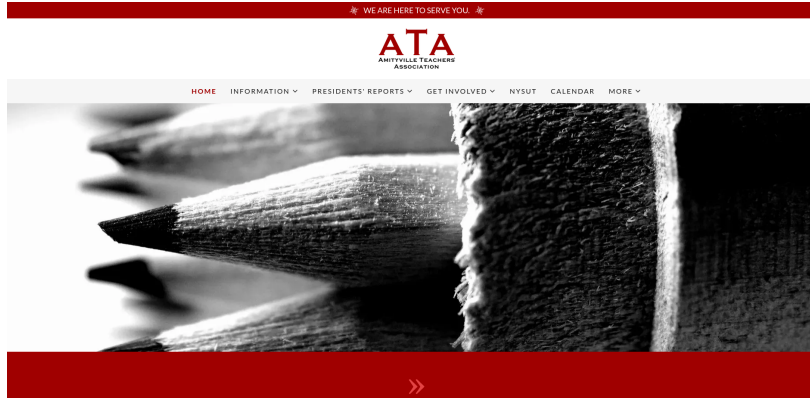 WE ARE HERE TO SERVE YOU.
ATA
AMITYVILLE TEACHERS'
ASSOCIATION
HOME INFORMATION PRESIDENTS' REPORTS GET INVOLVED NYSUT CALENDAR MORE